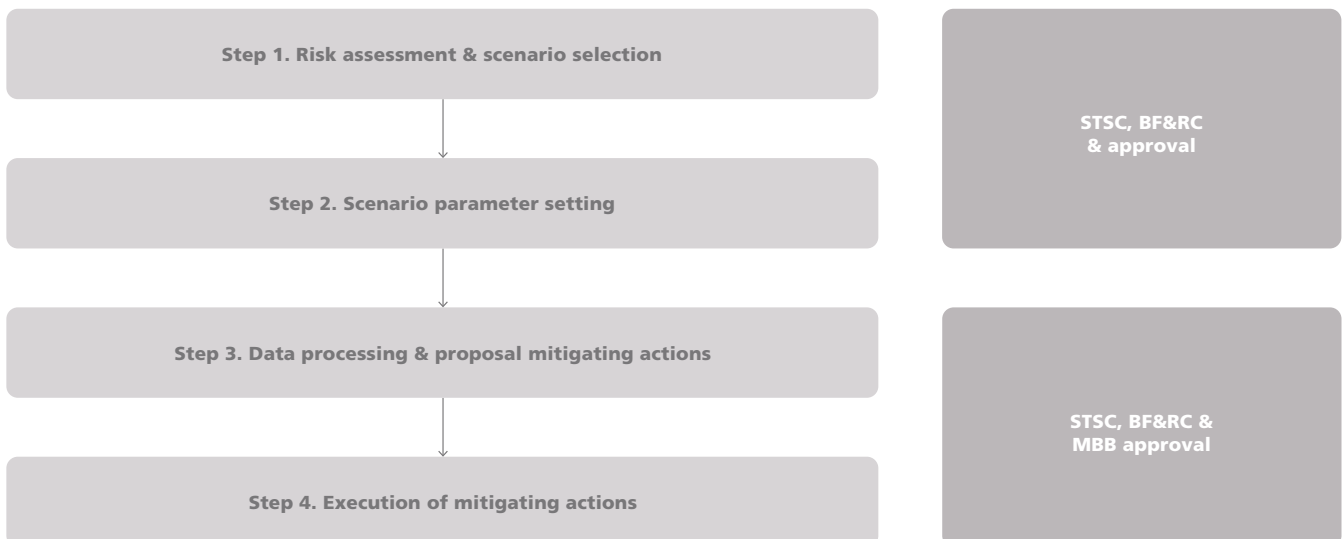 Step 1. Risk assessment & scenario selection
STSC, BF&RC
& approval
Step 2. Scenario parameter setting
Step 3. Data processing & proposal mitigating actions
STSC, BF&RC &
MBB approval
Step 4. Execution of mitigating actions